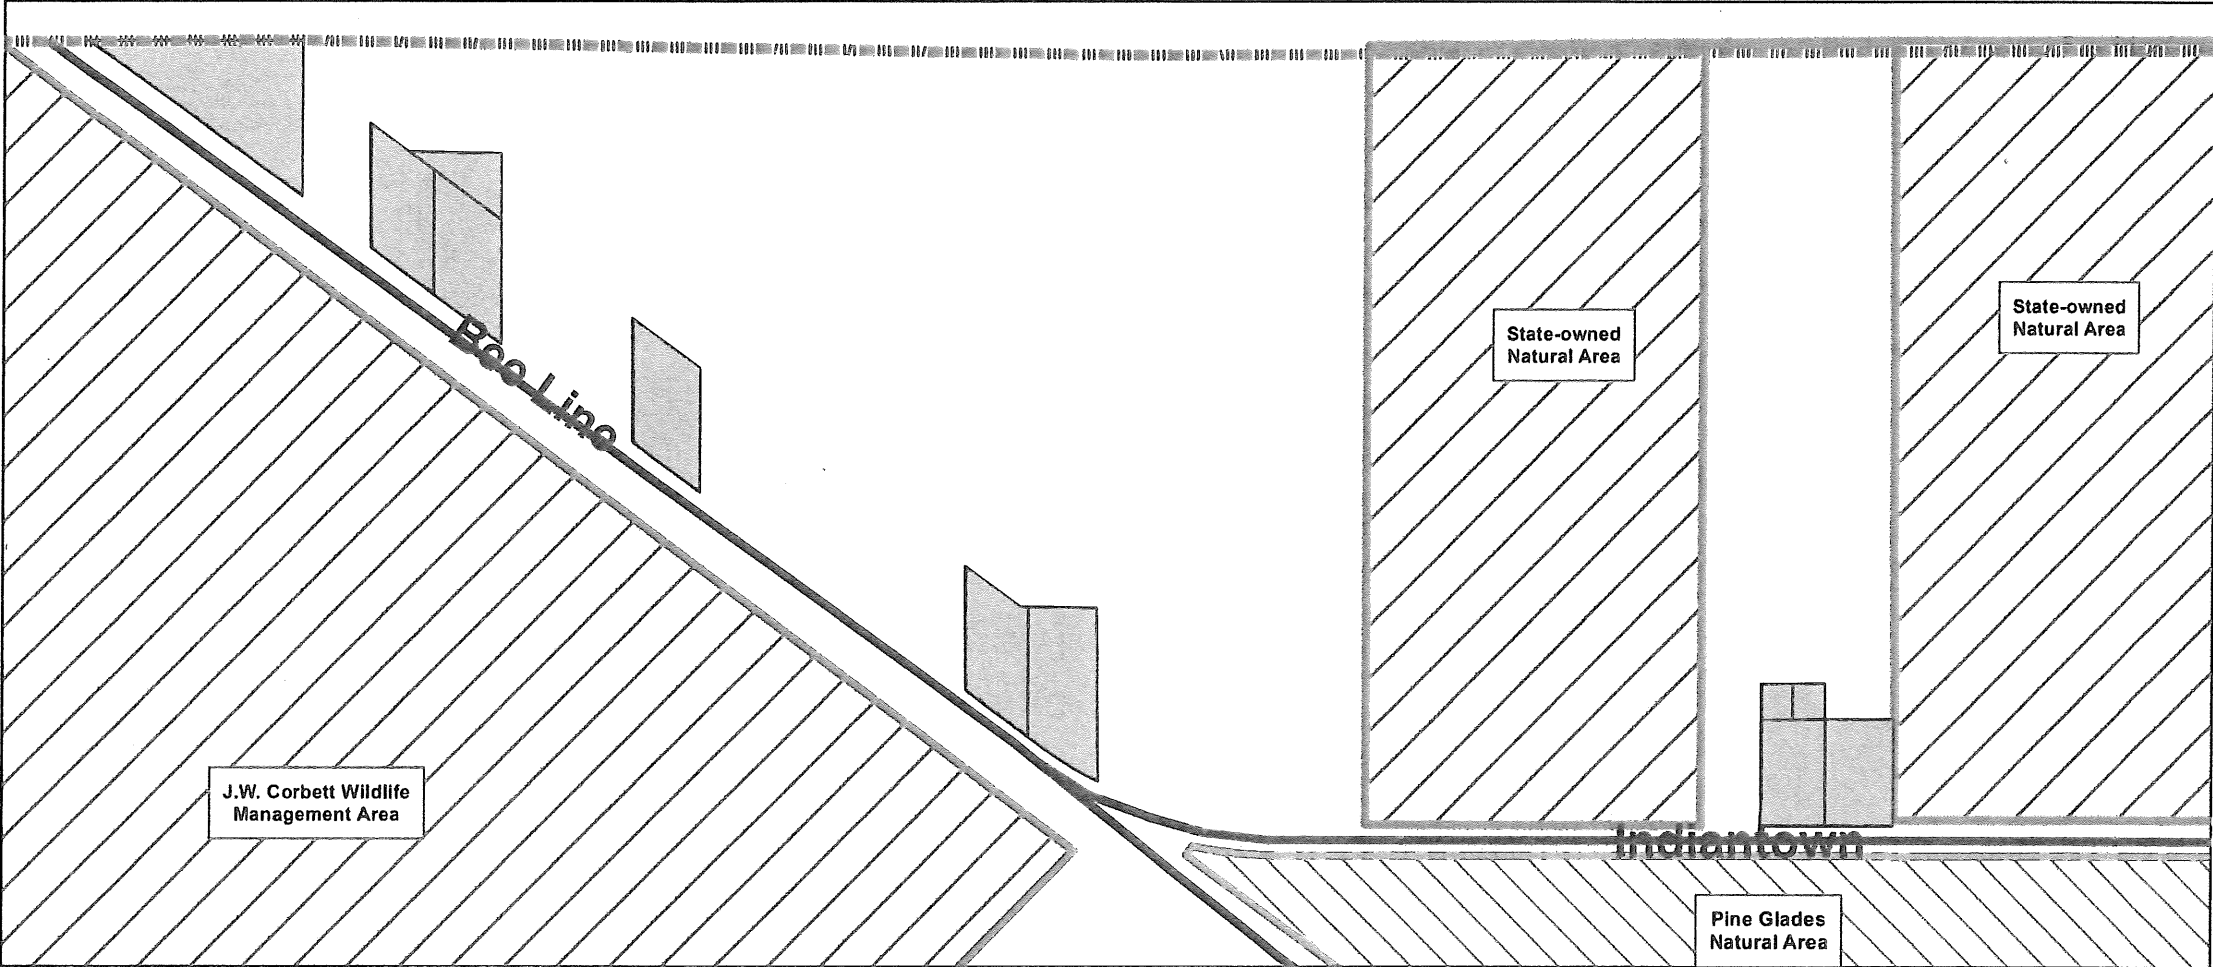 State-owned
Natural Area
State-owned
Natural Area
Bee Line
J.W. Corbett Wildlife
Management Area
Indiantown
Pine Glades
Natural Area